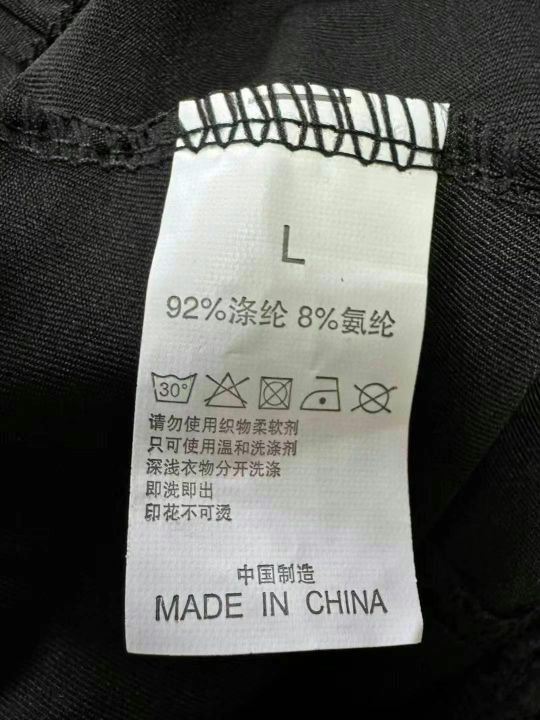 L
92%涤纶 8%氨纶
30°
请勿使用织物柔软剂
只可使用温和洗涤剂
深浅衣物分开洗涤
即洗即出
印花不可烫
中国制造
MADE IN CHINA